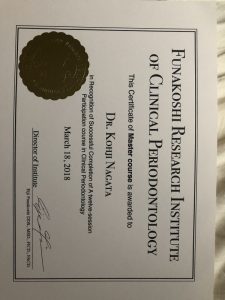 FUNAKOSHI RESEARCH INSTITUTE
OF CLINICAL PERIODONTOLOGY
This Certificate of Master course is awarded to
DR. KOHJI NAGATA
in Recognition of Successful Completion of A twelve-session
Participation course in Clinical Periodontology
March 18, 2018
Director of Institute